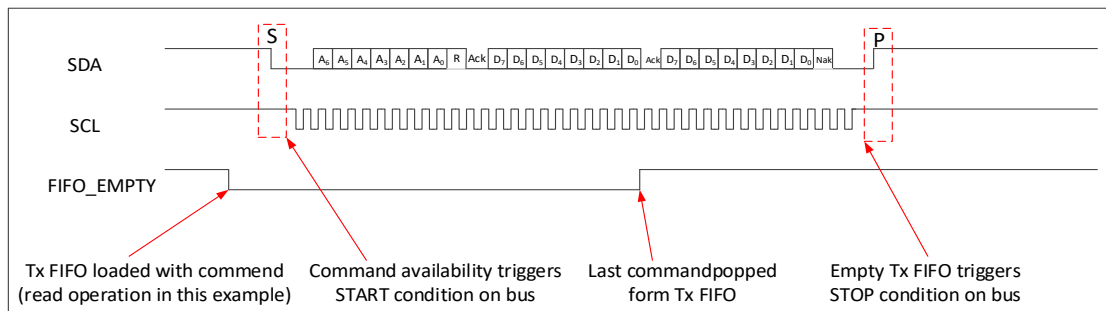 S
P
SDA
A6 A5 A4 A3 A2 A1 A0 R Ack D7 D6 D5 D4 D3 D2 D1 D0 Ack D7 D6 D5 D4 D3 D2 D1 D0 Nak
SCL
FIFO_EMPTY
Tx FIFO loaded with commend
(read operation in this example)
Command availability triggers
START condition on bus
Last commandpopped
form Tx FIFO
Empty Tx FIFO triggers
STOP condition on bus